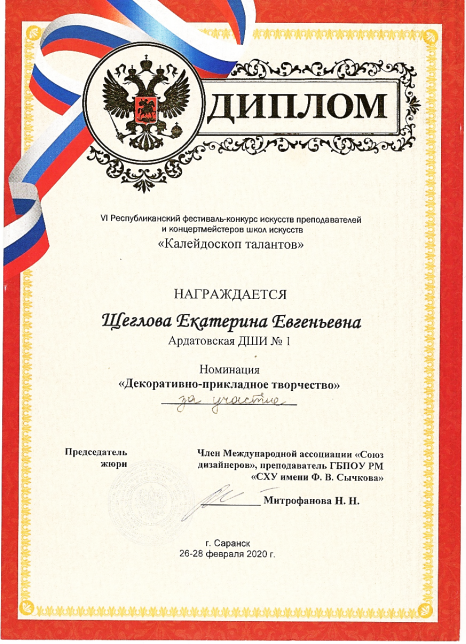 ДИПЛОМ
VI Республиканский фестиваль-конкурс искусств преподавателей
и концертмейстеров школ искусств
«Калейдоскоп талантов»
НАГРАЖДАЕТСЯ
Щеглова Екатерина Евгеньевна
Ардатовская ДШИ № 1
Номинация
«Декоративно-прикладное творчество»
за участие
Председатель
жюри
Член Международной ассоциации «Союз
дизайнеров», преподаватель ГБПОУ РМ
«СХУ имени Ф. В. Сычкова»
Митрофанова Н. Н.
г. Саранск
26-28 февраля 2020 г.